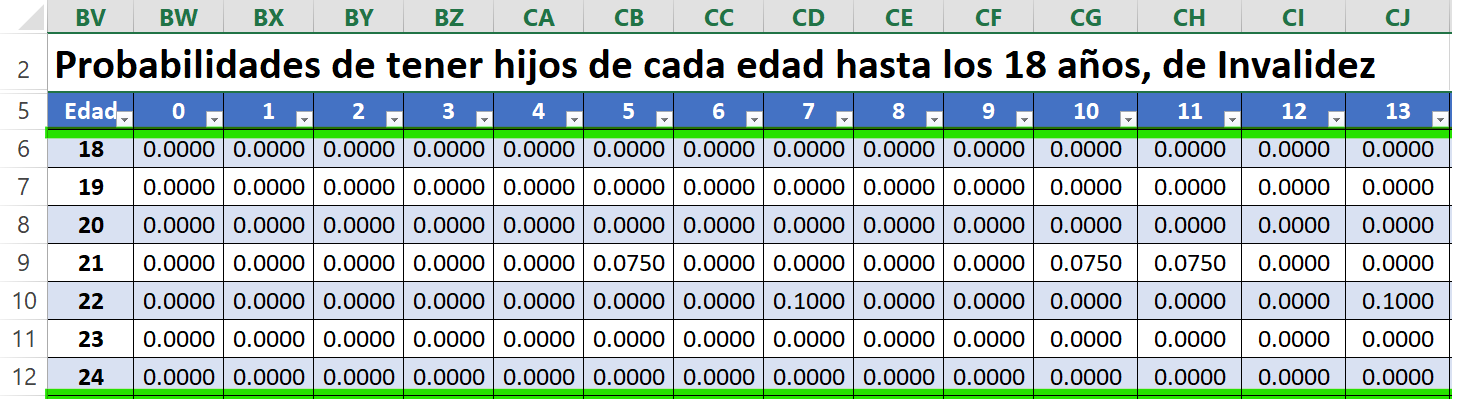 BV BW BX BY BZ CA CB CC CD CE CF CG CH CI CJ
2 Probabilidades de tener hijos de cada edad hasta los 18 años, de Invalidez
5 Edad 0 1 2 3 4 5 6 7 8 9 10 11 12 13
6 18 0.0000 0.0000 0.0000 0.0000 0.0000 0.0000 0.0000 0.0000 0.0000 0.0000 0.0000 0.0000 0.0000 0.0000
7 19 0.0000 0.0000 0.0000 0.0000 0.0000 0.0000 0.0000 0.0000 0.0000 0.0000 0.0000 0.0000 0.0000 0.0000
8 20 0.0000 0.0000 0.0000 0.0000 0.0000 0.0000 0.0000 0.0000 0.0000 0.0000 0.0000 0.0000 0.0000 0.0000
9 21 0.0000 0.0000 0.0000 0.0000 0.0000 0.0750 0.0000 0.0000 0.0000 0.0000 0.0750 0.0750 0.0000 0.0000
10 22 0.0000 0.0000 0.0000 0.0000 0.0000 0.0000 0.0000 0.1000 0.0000 0.0000 0.0000 0.0000 0.0000 0.1000
11 23 0.0000 0.0000 0.0000 0.0000 0.0000 0.0000 0.0000 0.0000 0.0000 0.0000 0.0000 0.0000 0.0000 0.0000
12 24 0.0000 0.0000 0.0000 0.0000 0.0000 0.0000 0.0000 0.0000 0.0000 0.0000 0.0000 0.0000 0.0000 0.0000